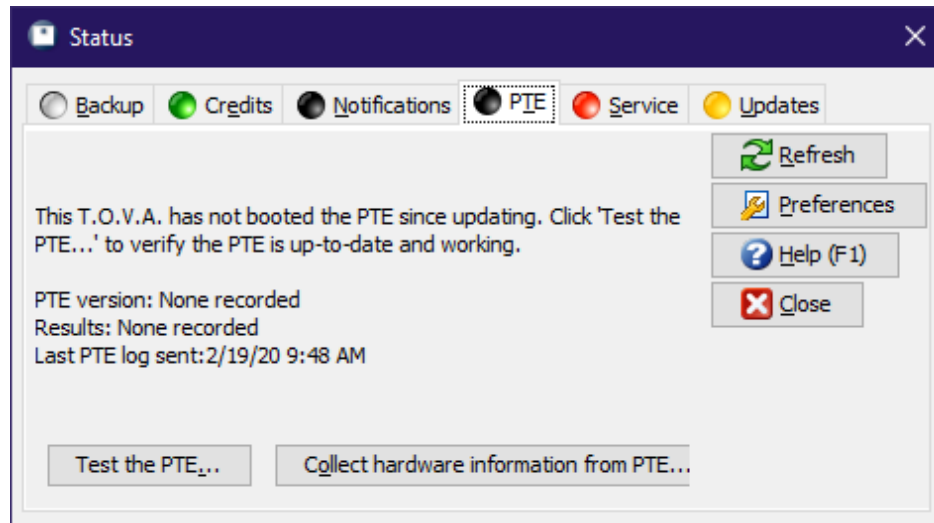 Status
Backup
Credits
Notifications
PTE
Service
Updates
Refresh
Preferences
Help (F1)
Close
This T.O.V.A. has not booted the PTE since updating. Click 'Test the
PTE...' to verify the PTE is up-to-date and working.
PTE version: None recorded
Results: None recorded
Last PTE log sent:2/19/20 9:48 AM
Test the PTE...
Collect hardware information from PTE...